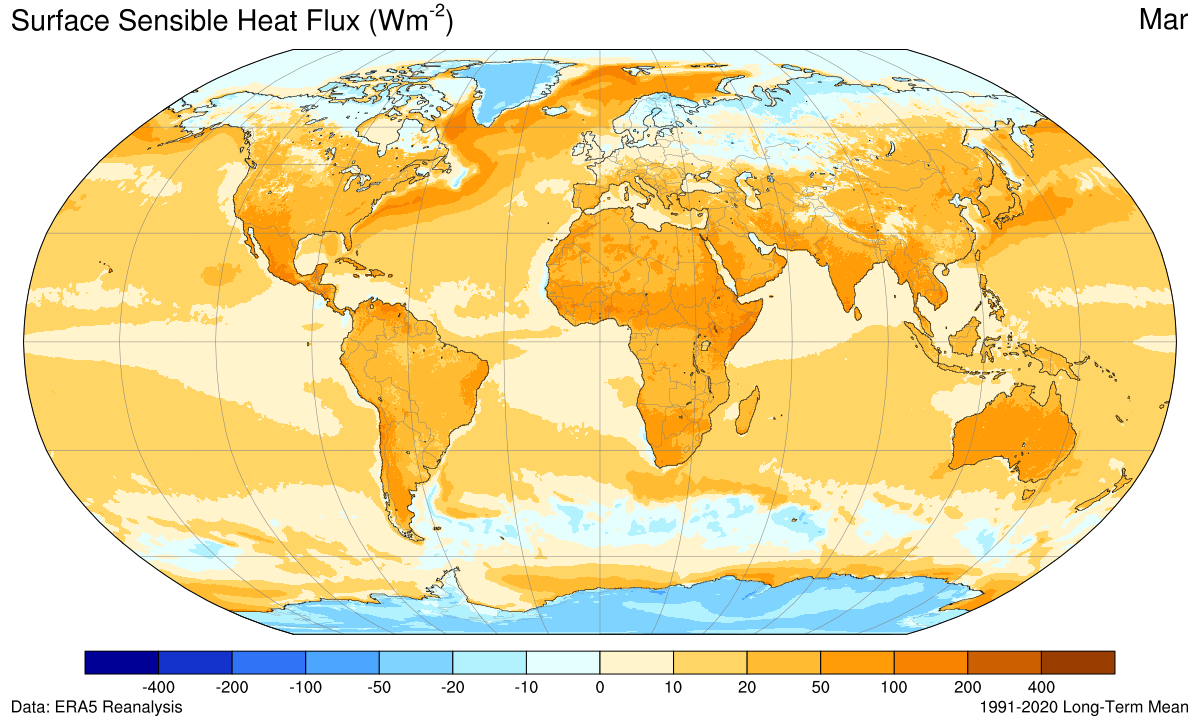 Surface Sensible Heat Flux (Wm-2) Mar
-400 -200 -100 -50 -20 -10 0 10 20 50 100 200 400
Data: ERA5 Reanalysis 1991-2020 Long-Term Mean